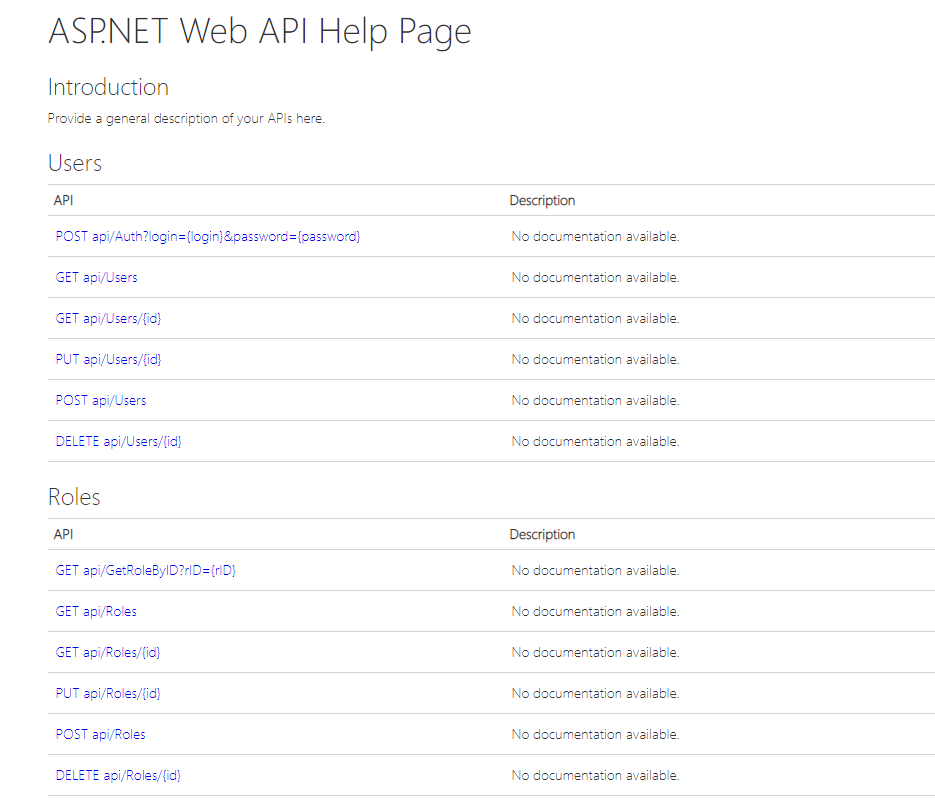 ASP.NET Web API Help Page
Introduction
Provide a general description of your APIs here.
Users
API Description
POST api/Auth?login={login}&password={password} No documentation available.
GET api/Users No documentation available.
GET api/Users/{id} No documentation available.
PUT api/Users/{id} No documentation available.
POST api/Users No documentation available.
DELETE api/Users/{id} No documentation available.
Roles
API Description
GET api/GetRoleByID?rID={rID} No documentation available.
GET api/Roles No documentation available.
GET api/Roles/{id} No documentation available.
PUT api/Roles/{id} No documentation available.
POST api/Roles No documentation available.
DELETE api/Roles/{id} No documentation available.